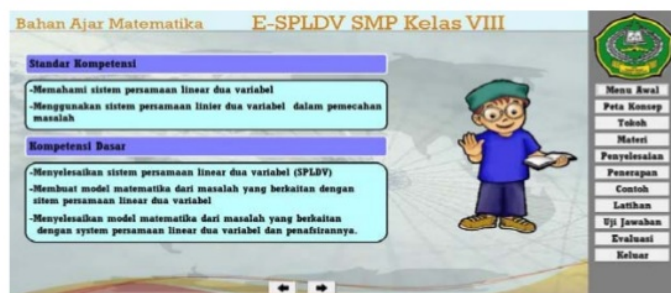 Bahan Ajar Matematika E-SPLDV SMP Kelas VIII
Standar Kompetensi
-Memahami sistem persamaan linear dua variabel
-Menggunakan sistem persamaan linier dua variabel dalam pemecahan
masalah
Kompetensi Dasar
-Menyelesaikan sistem persamaan linear dua variabel (SPLDV)
-Membuat model matematika dari masalah yang berkaitan dengan
sitem persamaan linear dua variabel
-Menyelesaikan model matematika dari masalah yang berkaitan
dengan system persamaan linear dua variabel dan penafsirannya.
Menu Awal
Peta Konsep
Tokoh
Materi
Penyelesaian
Penerapan
Contoh
Latihan
Uji Jawaban
Evaluasi
Keluar